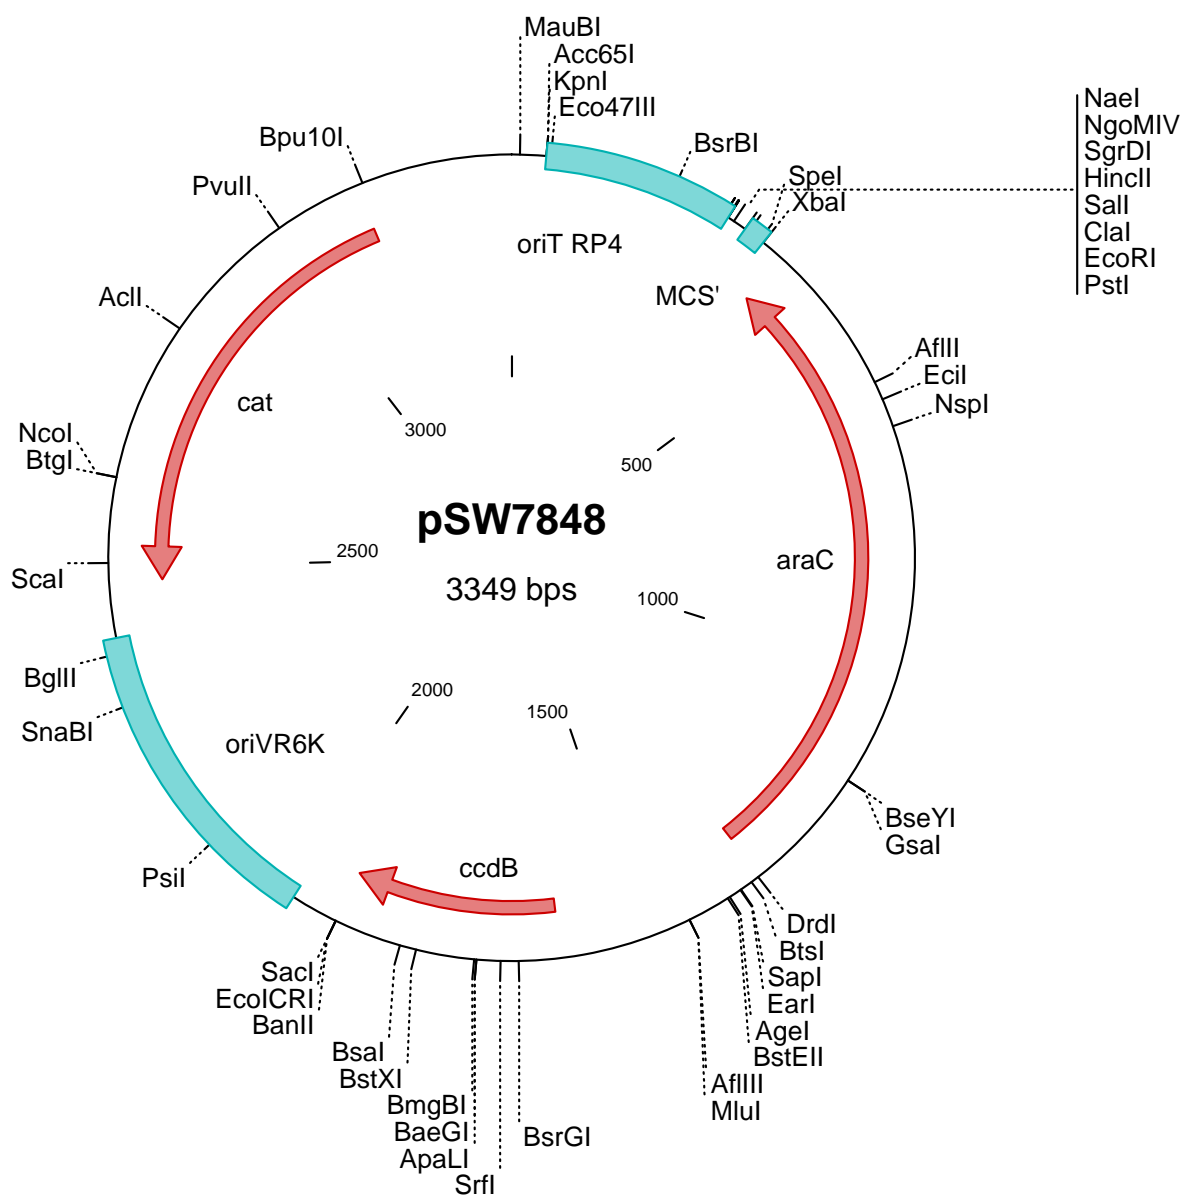 MauBI
Acc65I
KpnI
Eco47III
BsrBI
SpeI
XbaI
NaeI
NgoMIV
SgrDI
HincII
SalI
ClaI
EcoRI
PstI
Bpu10I
PvuII
AclI
NcoI
BtgI
ScaI
BglII
SnaBI
PsiI
oriT RP4
MCS'
cat
3000
500
AflII
EciI
NspI
pSW7848
3349 bps
2500
araC
1000
2000
1500
oriVR6K
ccdB
BseYI
GsaI
DrdI
BtsI
SapI
EarI
AgeI
BstEII
AflIII
MluI
SacI
EcoICRI
BanII
BsaI
BstXI
BmgBI
BaeGI
ApaLI
SrfI
BsrGI